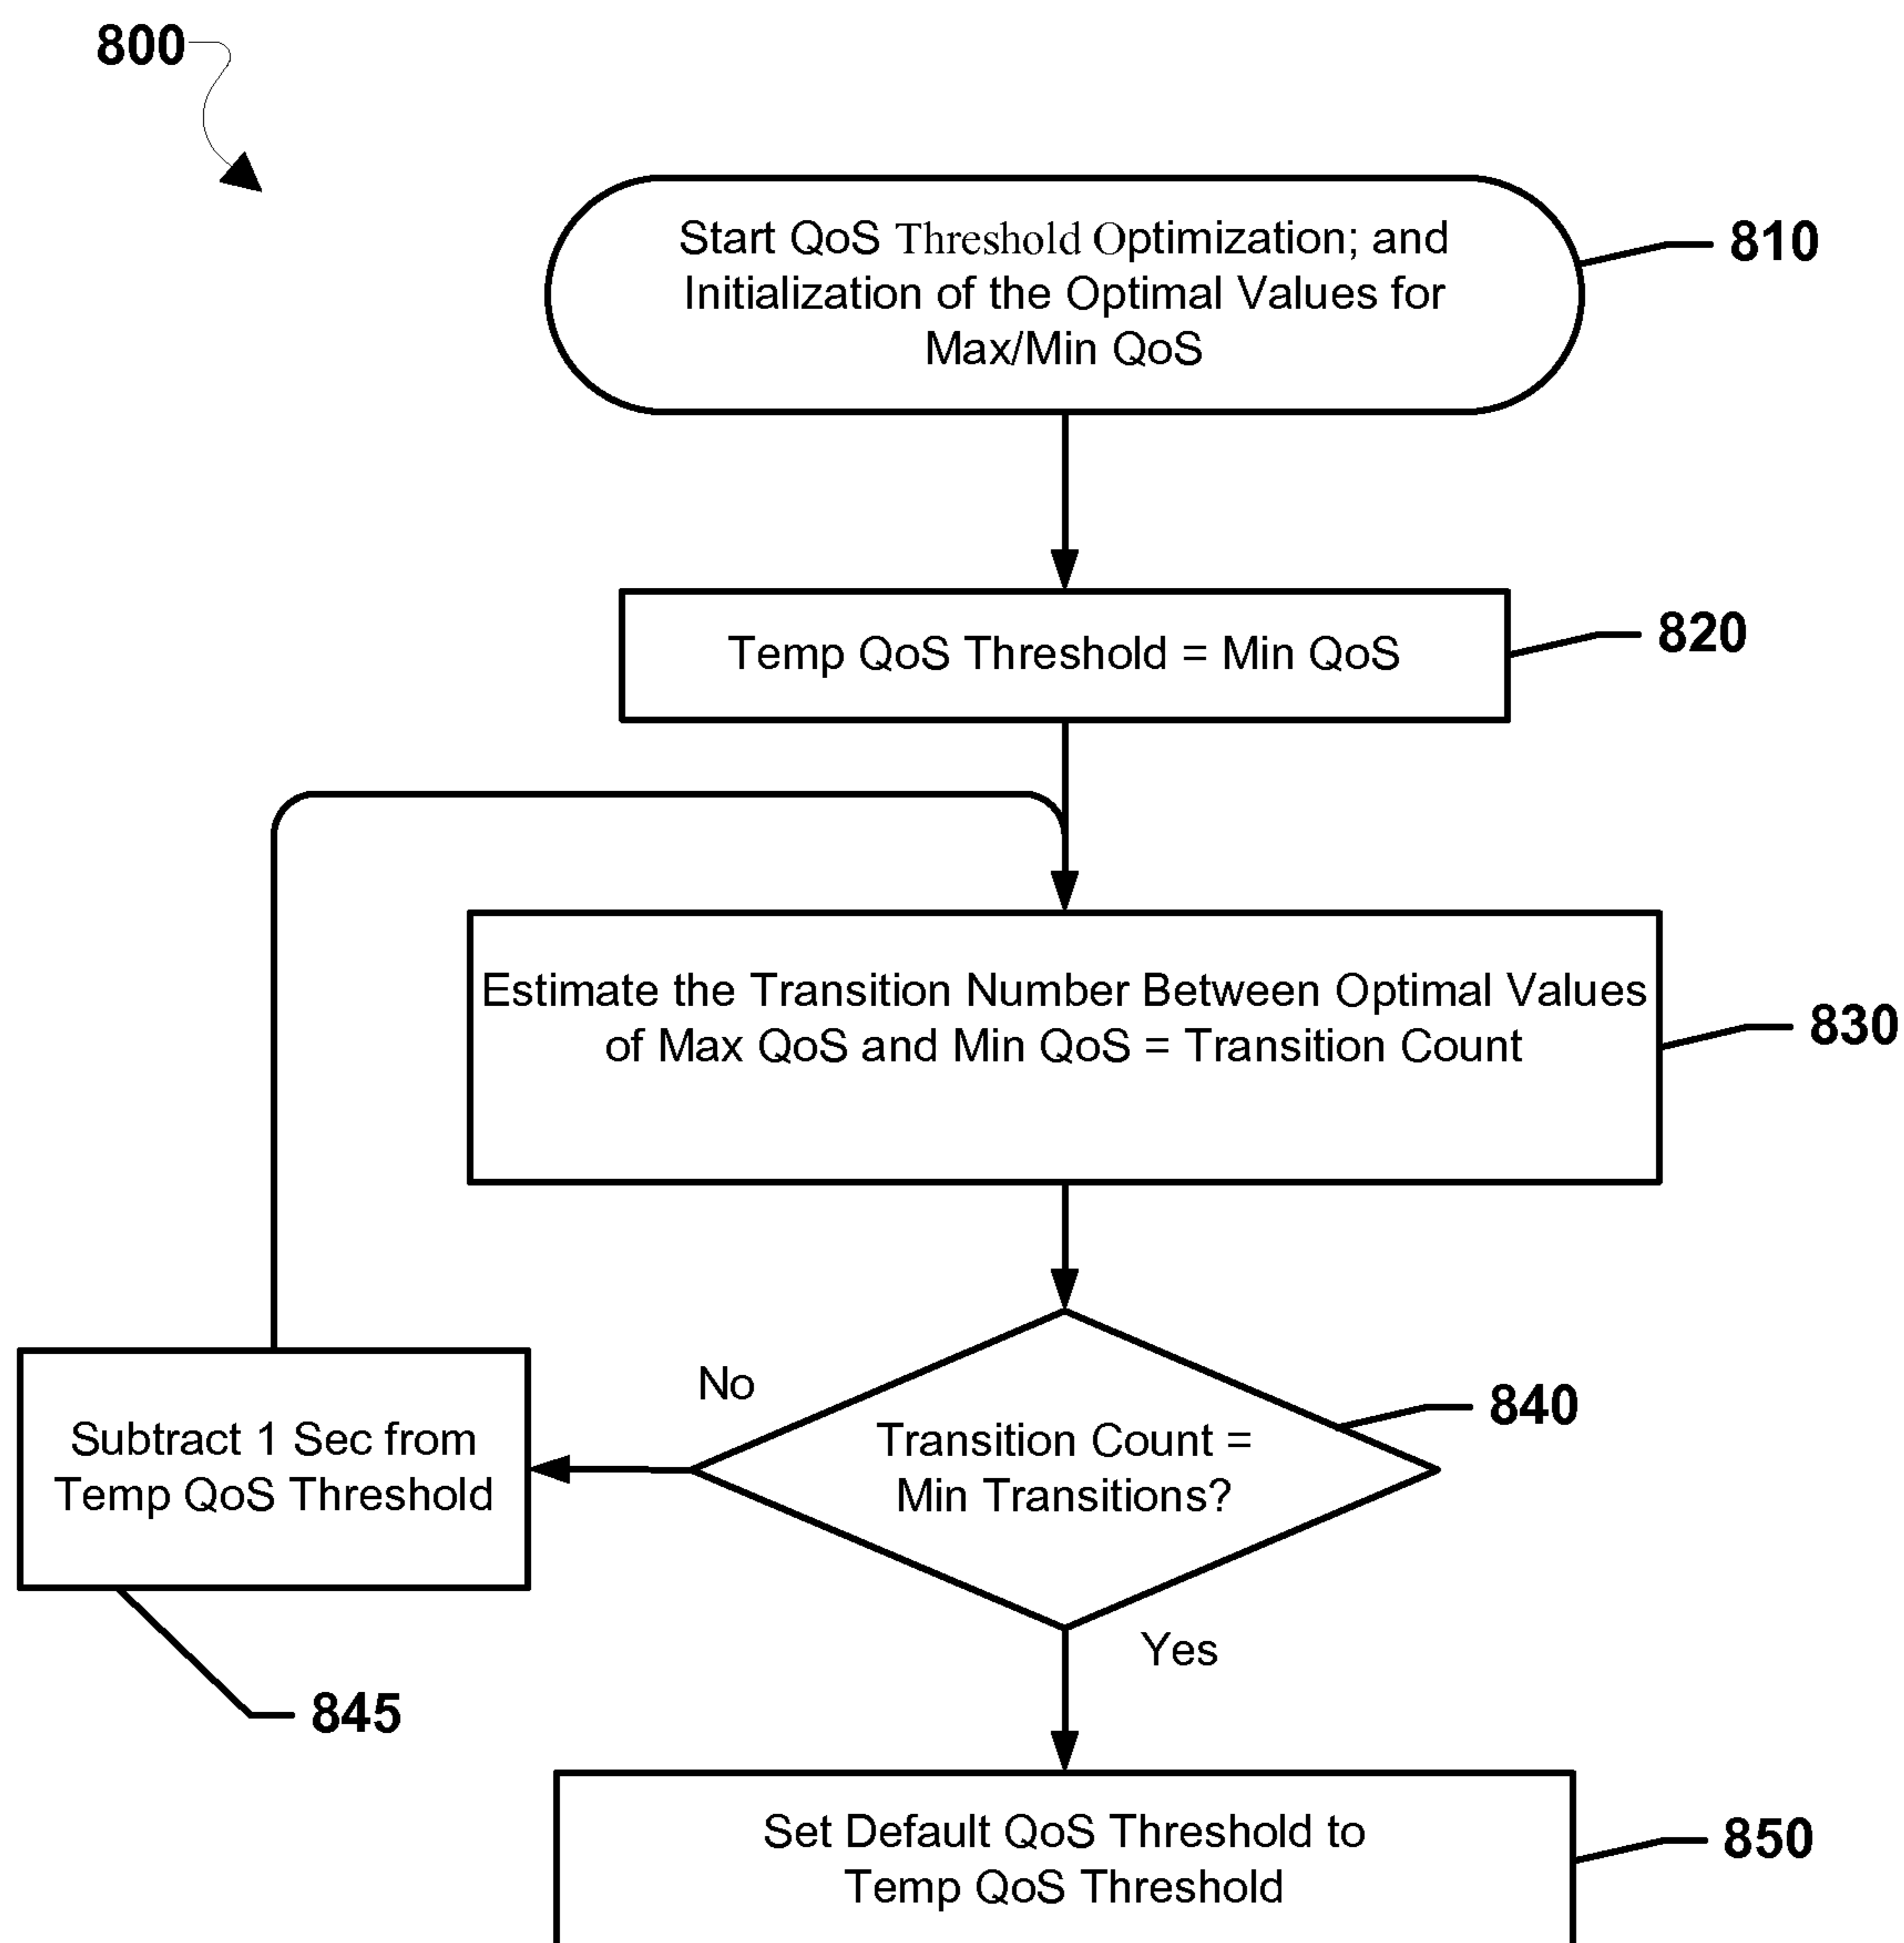 800
Start QoS Threshold Optimization; and
Initialization of the Optimal Values for
Max/Min QoS
810
Temp QoS Threshold = Min QoS
820
Estimate the Transition Number Between Optimal Values
of Max QoS and Min QoS = Transition Count
830
No
Transition Count =
Min Transitions?
840
Subtract 1 Sec from
Temp QoS Threshold
845
Yes
Set Default QoS Threshold to
Temp QoS Threshold
850